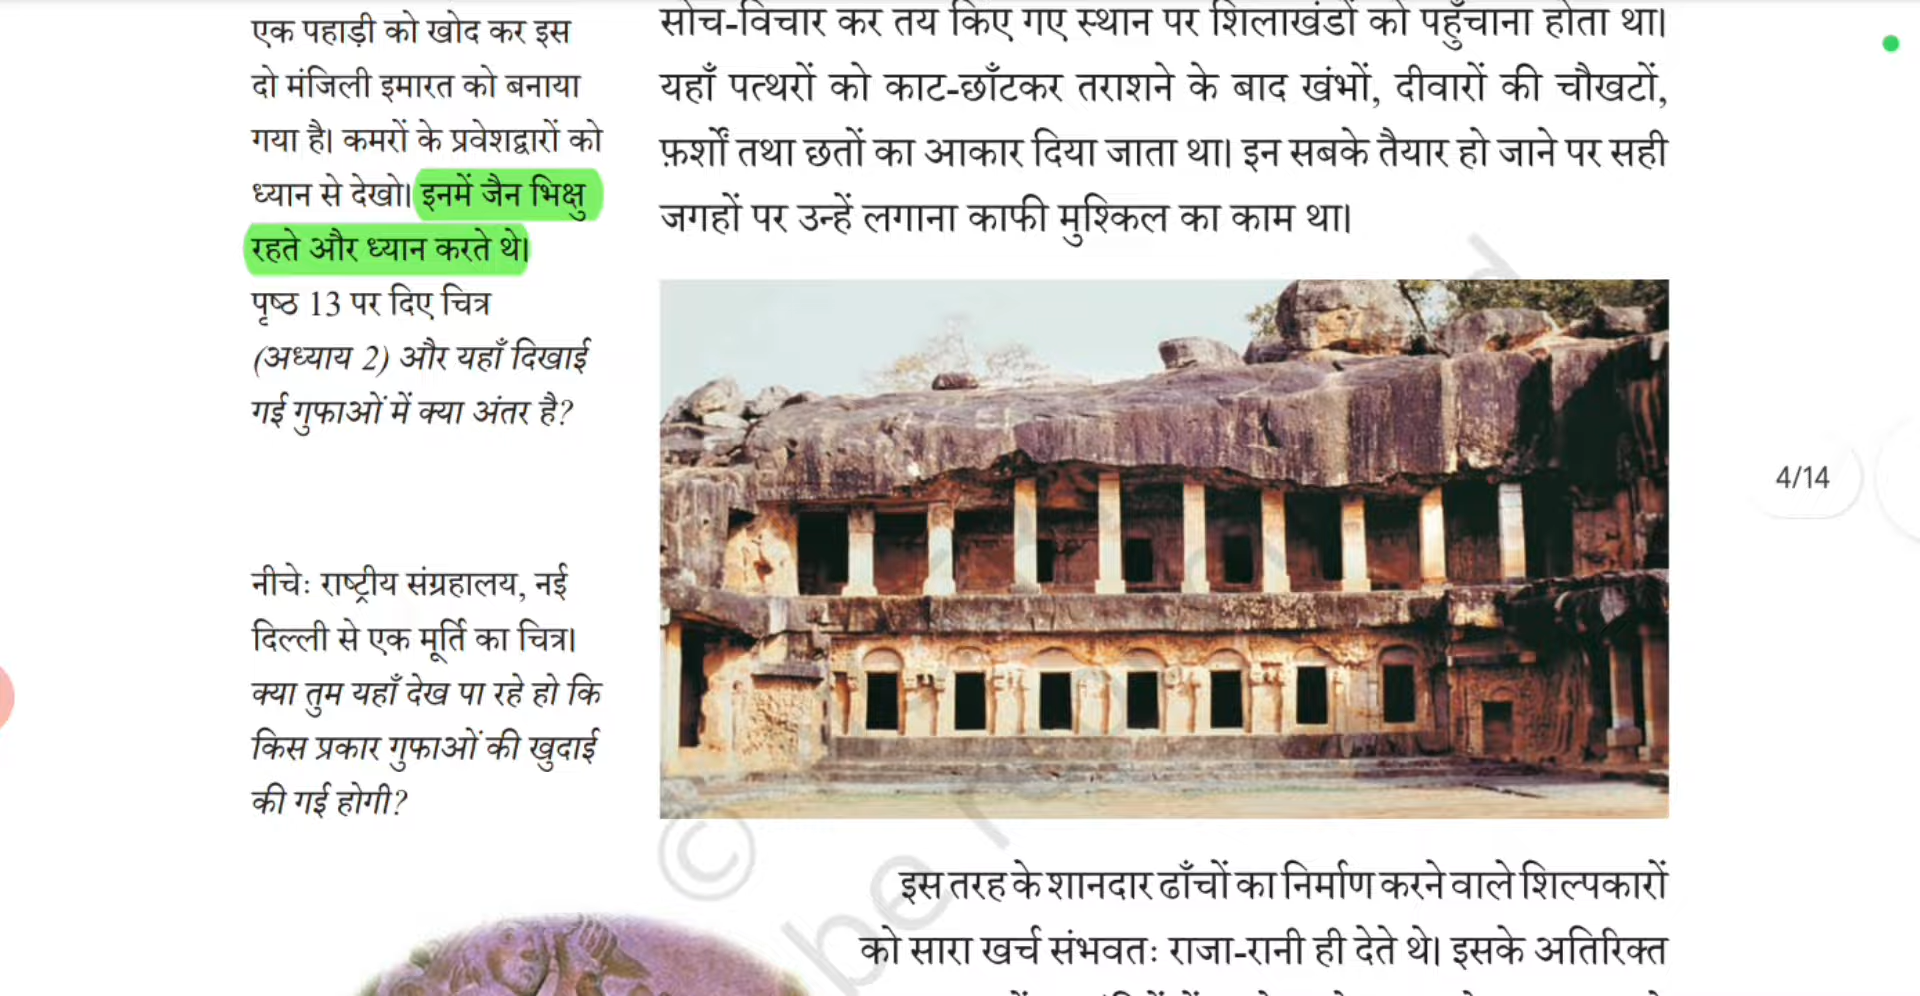 एक पहाड़ी को खोद कर इस
दो मंजिली इमारत को बनाया
गया है। कमरों के प्रवेशद्वारों को
ध्यान से देखो। इनमें जैन भिक्षु
रहते और ध्यान करते थे।
पृष्ठ 13 पर दिए चित्र
(अध्याय 2) और यहाँ दिखाई
गई गुफाओं में क्या अंतर है?
नीचेः राष्ट्रीय संग्रहालय, नई
दिल्ली से एक मूर्ति का चित्र।
क्या तुम यहाँ देख पा रहे हो कि
किस प्रकार गुफाओं की खुदाई
की गई होगी?
सोच-विचार कर तय किए गए स्थान पर शिलाखंडों को पहुँचाना होता था।
यहाँ पत्थरों को काट-छाँटकर तराशने के बाद खंभों, दीवारों की चौखटों,
फ़र्शों तथा छतों का आकार दिया जाता था। इन सबके तैयार हो जाने पर सही
जगहों पर उन्हें लगाना काफी मुश्किल का काम था।
इस तरह के शानदार ढाँचों का निर्माण करने वाले शिल्पकारों
को सारा खर्च संभवतः राजा-रानी ही देते थे। इसके अतिरिक्त
4/14
©
be